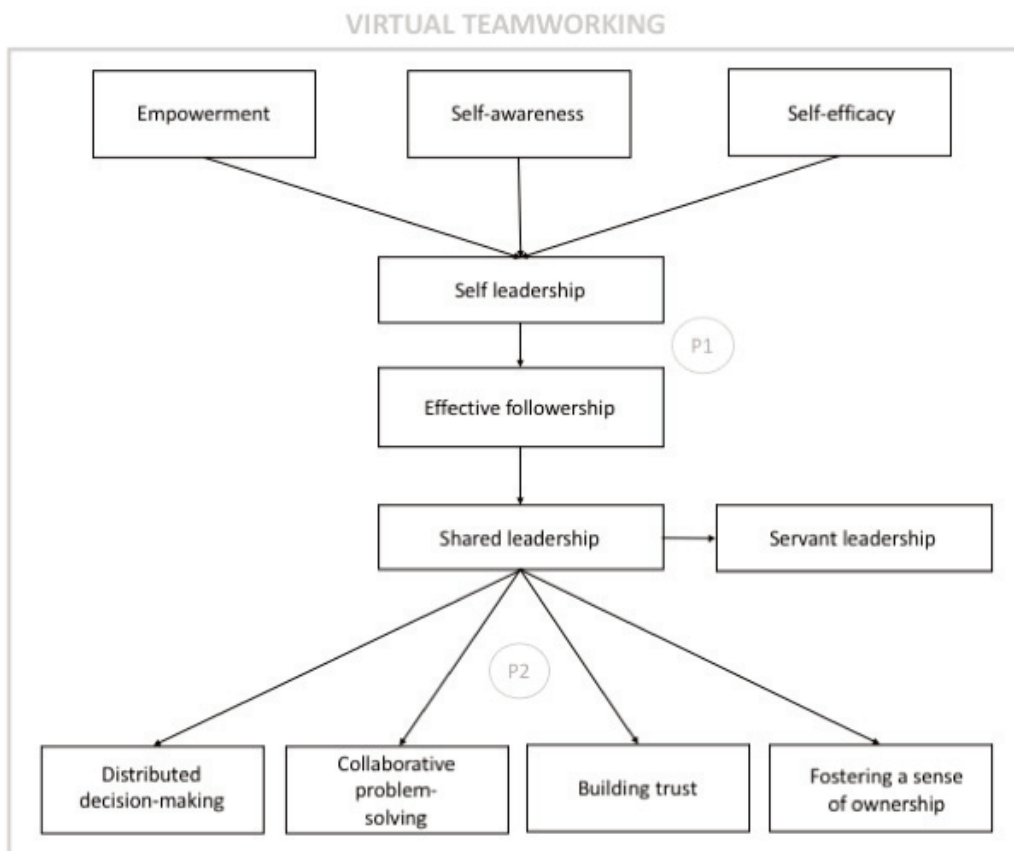 VIRTUAL TEAMWORKING
Empowerment
Self-awareness
Self-efficacy
Self leadership
P1
Effective followership
Shared leadership
Servant leadership
P2
Distributed
decision-making
Collaborative
problem-
solving
Building trust
Fostering a sense
of ownership